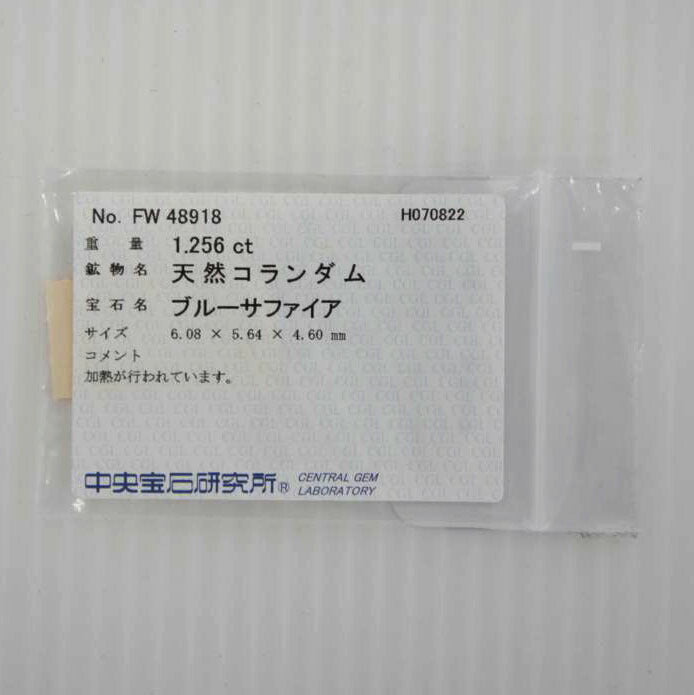 No. FW 48918 H070822
重量 1.256 ct
鉱物名 天然コランダム
宝石名 ブルーサファイア
サイズ 6.08 × 5.64 × 4.60 mm
コメント
加熱が行われています。
中央宝石研究所® CENTRAL GEM LABORATORY